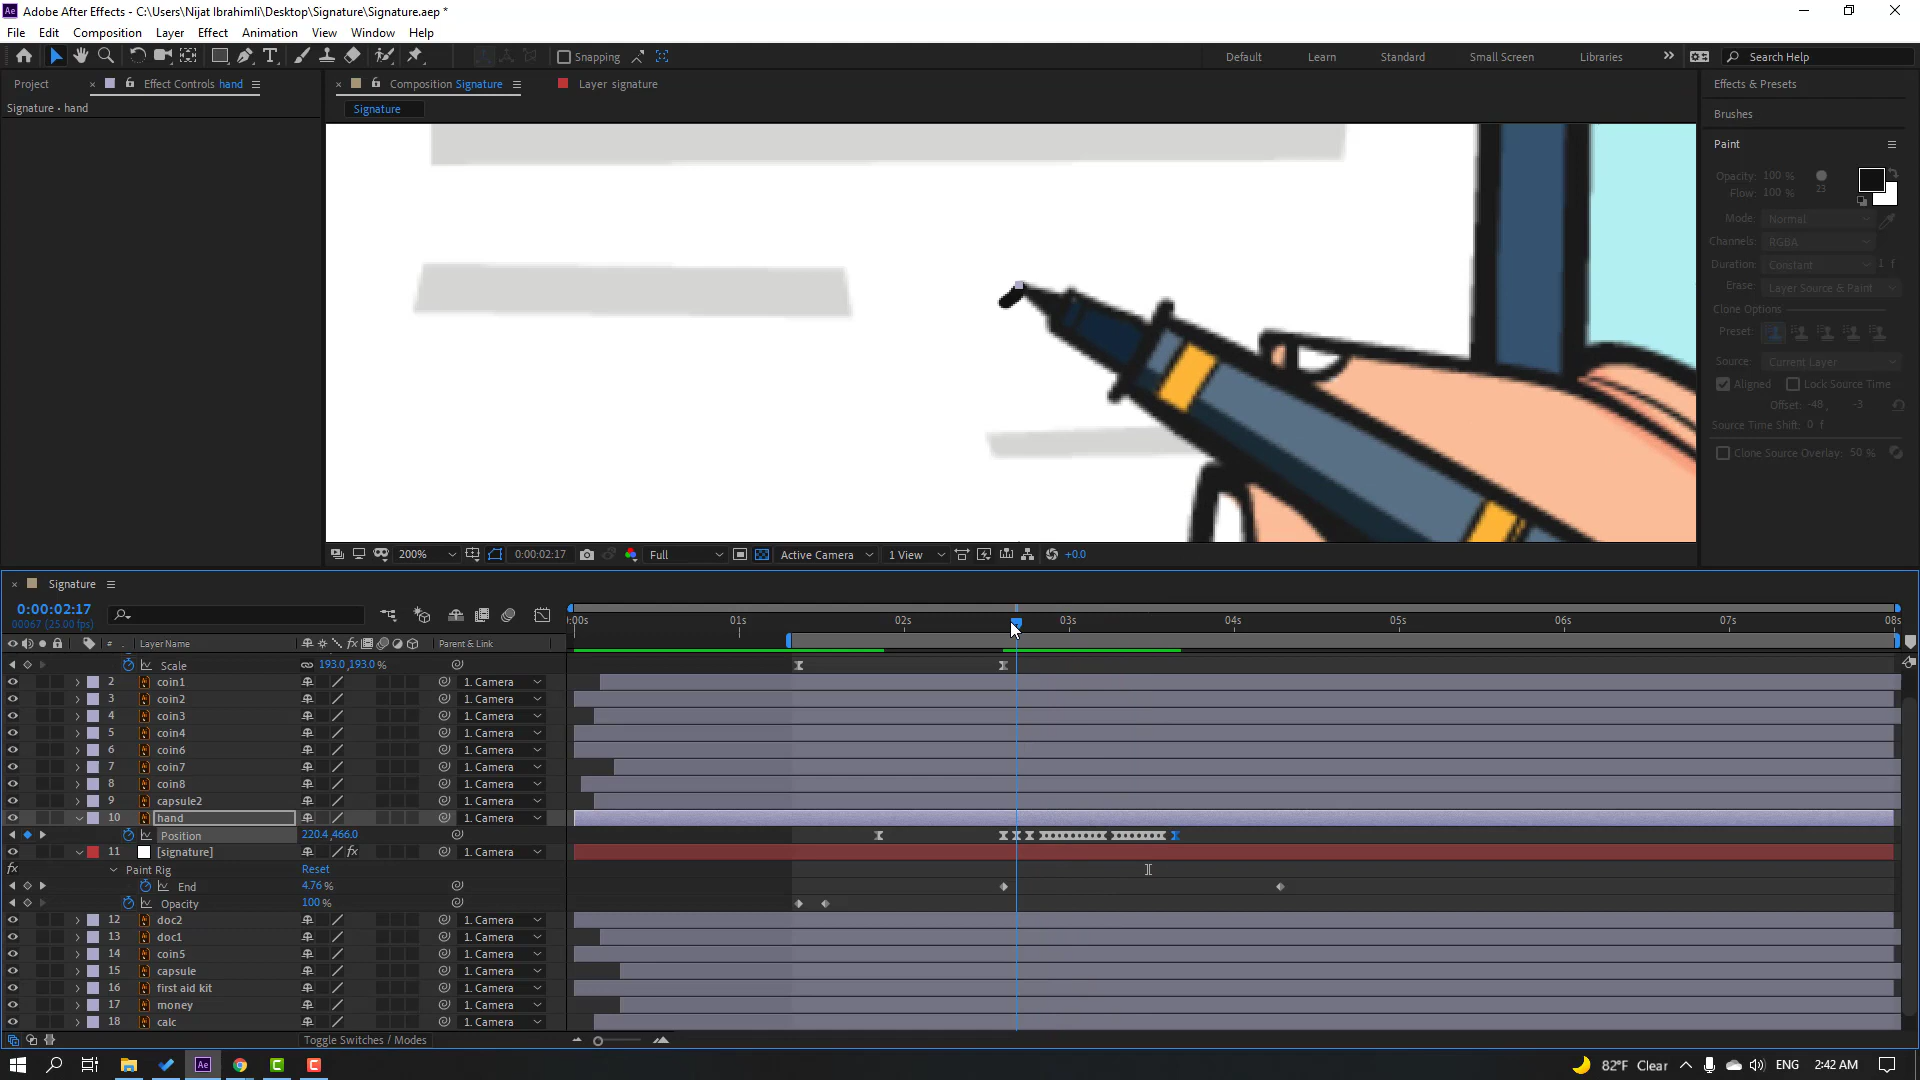 Adobe After Effects - C:\Users\Nijat Ibrahimli\Desktop\Signature\Signature.aep *
File Edit Composition Layer Effect Animation View Window Help
Snapping
Default Learn Standard Small Screen Libraries
Search Help
Project
Effect Controls hand
Composition Signature
Layer signature
Effects & Presets
Signature • hand
Signature
Brushes
Paint
Opacity: 100 %
Flow: 100 %
23
Mode: Normal
Channels: RGBA
Duration: Constant 1 f
Erase: Layer Source & Paint
Clone Options
Preset:
Source: Current Layer
Aligned Lock Source Time
Offset: -48, -3
Source Time Shift: 0 f
Clone Source Overlay: 50 %
200% 0:00:02:17 Full Active Camera 1 View +0.0
Signature
0:00:02:17
00067 (25.00 fps)
:00s 01s 02s 03s 04s 05s 06s 07s 08s
# Layer Name fx Parent & Link
Scale 193.0,193.0 %
2 coin1 1. Camera
3 coin2 1. Camera
4 coin3 1. Camera
5 coin4 1. Camera
6 coin6 1. Camera
7 coin7 1. Camera
8 coin8 1. Camera
9 capsule2 1. Camera
10 hand 1. Camera
Position 220.4,466.0
11 [signature] fx 1. Camera
fx Paint Rig Reset
End 4.76 %
Opacity 100 %
12 doc2 1. Camera
13 doc1 1. Camera
14 coin5 1. Camera
15 capsule 1. Camera
16 first aid kit 1. Camera
17 money 1. Camera
18 calc 1. Camera
Toggle Switches / Modes
Ae
82°F Clear ENG 2:42 AM